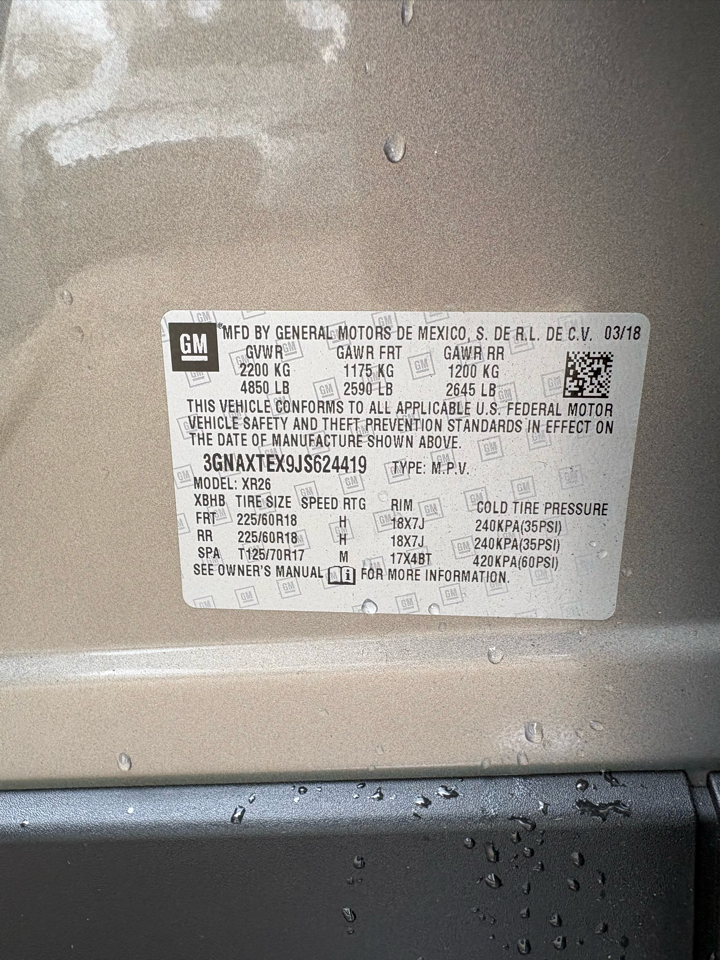 GM
MFD BY GENERAL MOTORS DE MEXICO, S. DE R.L. DE C.V. 03/18
GVWR GAWR FRT GAWR RR
2200 KG 1175 KG 1200 KG
4850 LB 2590 LB 2645 LB
THIS VEHICLE CONFORMS TO ALL APPLICABLE U.S. FEDERAL MOTOR
VEHICLE SAFETY AND THEFT PREVENTION STANDARDS IN EFFECT ON
THE DATE OF MANUFACTURE SHOWN ABOVE.
3GNAXTEX9JS624419 TYPE: M.P.V.
MODEL: XR26
XBHB TIRE SIZE SPEED RTG RIM COLD TIRE PRESSURE
FRT 225/60R18 H 18X7J 240KPA(35PSI)
RR 225/60R18 H 18X7J 240KPA(35PSI)
SPA T125/70R17 M 17X4BT 420KPA(60PSI)
SEE OWNER'S MANUAL FOR MORE INFORMATION.